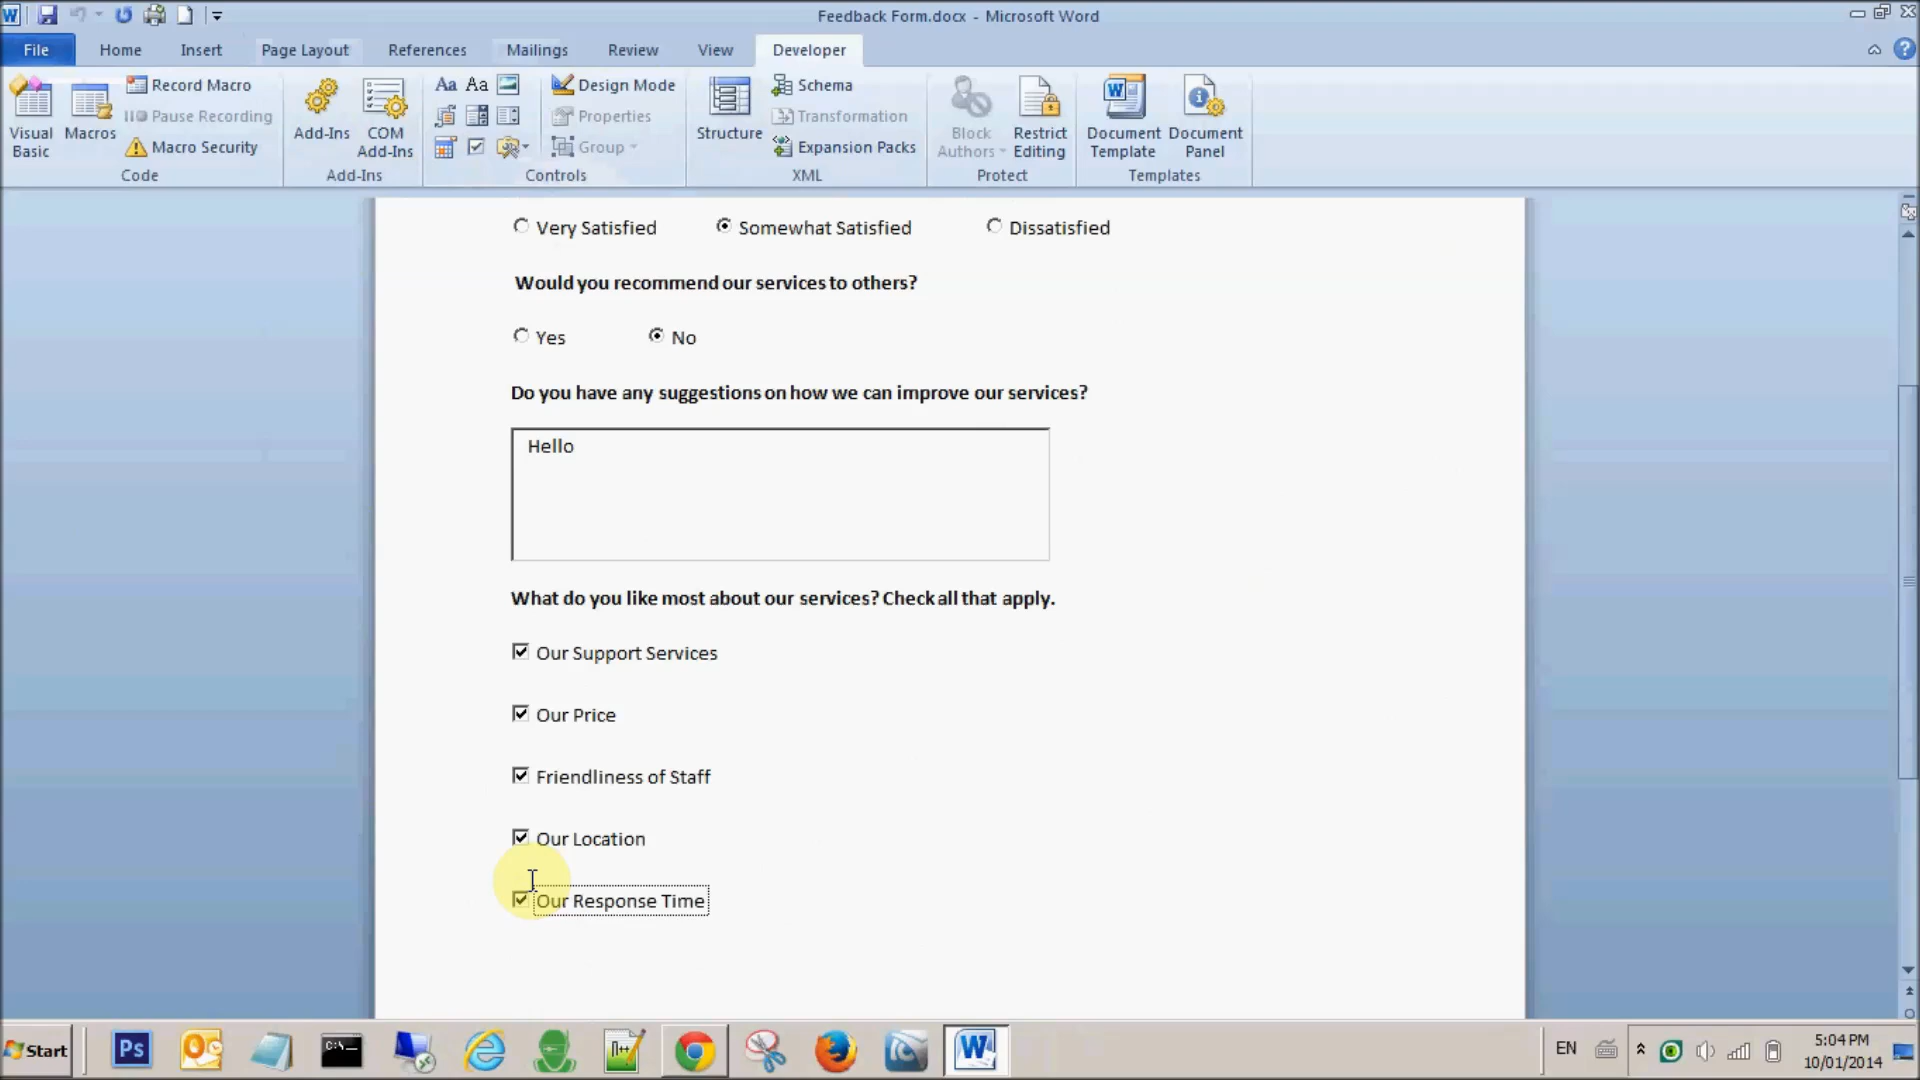 Feedback Form.docx - Microsoft Word
File Home Insert Page Layout References Mailings Review View Developer
Visual Basic
Macros
Record Macro
Pause Recording
Macro Security
Code
Add-Ins
COM Add-Ins
Add-Ins
Aa Aa
Design Mode
Properties
Group
Controls
Structure
Schema
Transformation
Expansion Packs
XML
Block Authors
Restrict Editing
Protect
Document Template
Document Panel
Templates
Very Satisfied Somewhat Satisfied Dissatisfied
Would you recommend our services to others?
Yes No
Do you have any suggestions on how we can improve our services?
Hello
What do you like most about our services? Check all that apply.
Our Support Services
Our Price
Friendliness of Staff
Our Location
Our Response Time
Start
Ps
C:\
EN
5:04 PM
10/01/2014